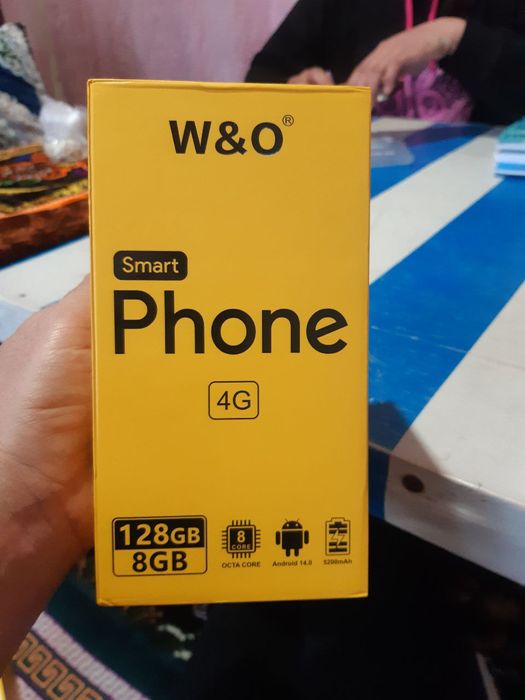 W&O®
Smart
Phone
4G
128GB
8GB
8
CORE
OCTA CORE
Android 14.0
5200mAh